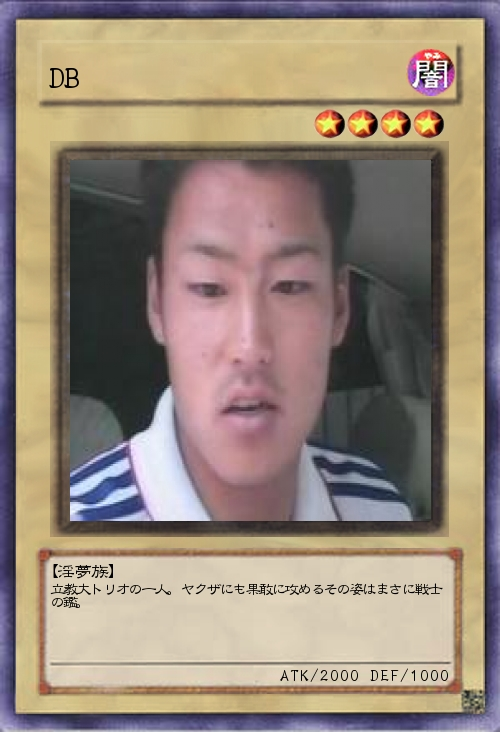 DB
やみ
闇
【淫夢族】
立教大トリオの一人。ヤクザにも果敢に攻めるその姿はまさに戦士
の鑑。
ATK/2000 DEF/1000